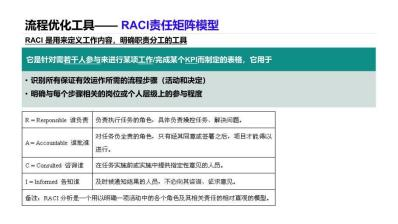 流程优化工具—— RACI责任矩阵模型
RACI 是用来定义工作内容，明确职责分工的工具
它是针对需若干人参与来进行某项工作/完成某个KPI而制定的表格，它用于
• 识别所有保证有效运作所需的流程步骤（活动和决定）
• 明确与每个步骤相关的岗位或个人层级上的参与程度
R＝Responsible 谁负责 负责执行任务的角色，具体负责操控任务、解决问题。
A＝Accountable 谁批准 对任务负全责的角色，只有经其同意或签署之后，项目才能得以
进行。
C＝Consulted 咨询谁 在任务实施前或实施中提供指定性意见的人员。
I＝Informed 告知谁 及时被通知结果的人员，不必向其咨询、征求意见。
备注：RACI 分析是一个用以明确一项活动中的各个角色及其相关责任的相对直观的模型。